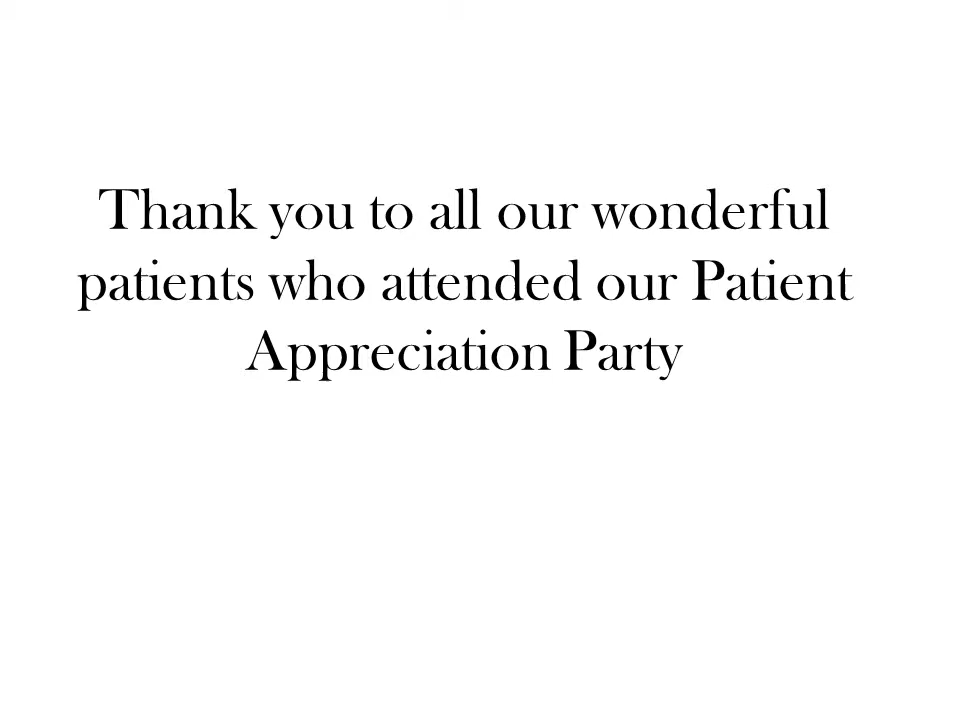 Thank you to all our wonderful
patients who attended our Patient
Appreciation Party